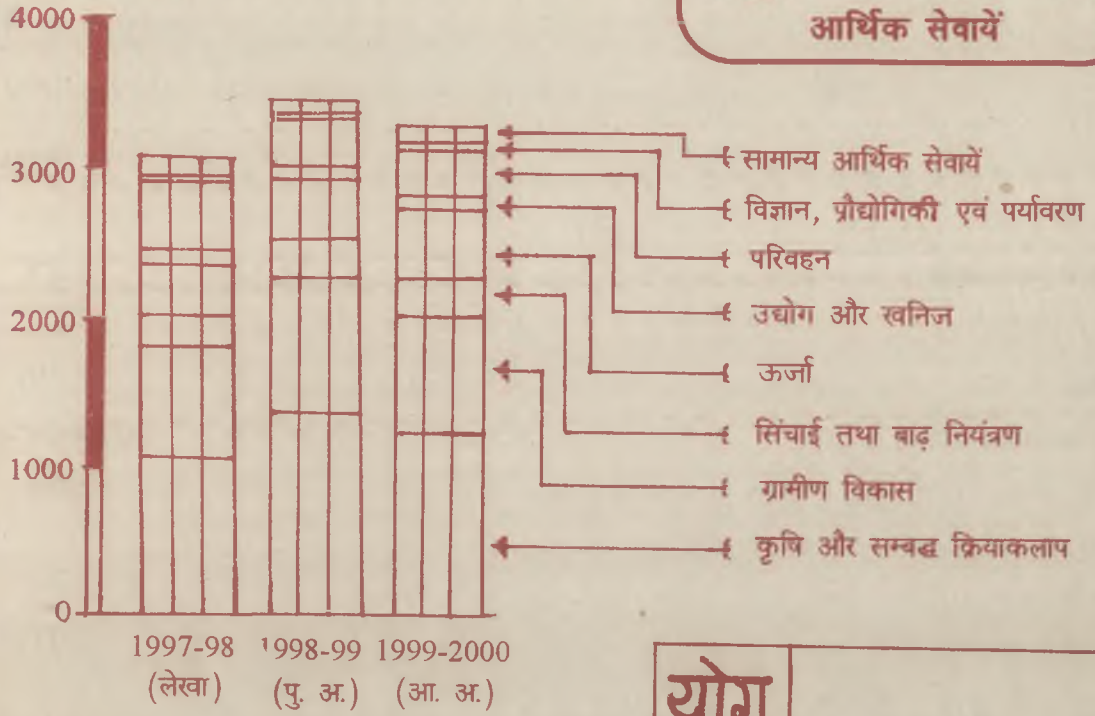 आर्थिक सेवायें
4000
3000
2000
1000
0
सामान्य आर्थिक सेवायें
विज्ञान, प्रौद्योगिकी एवं पर्यावरण
परिवहन
उद्योग और खनिज
ऊर्जा
सिंचाई तथा बाढ़ नियंत्रण
ग्रामीण विकास
कृषि और सम्बद्ध क्रियाकलाप
1997-98 1998-99 1999-2000
(लेखा) (पु. अ.) (आ. अ.)
योग